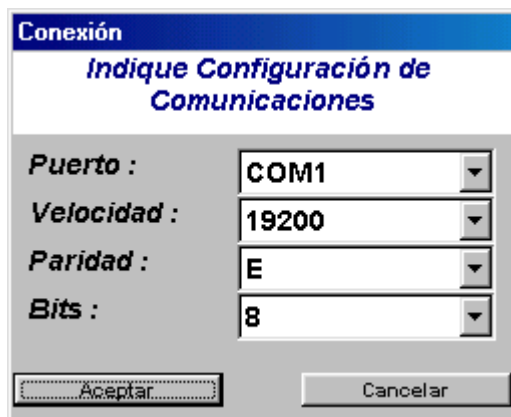 Conexión
Indique Configuración de
Comunicaciones
Puerto : COM1
Velocidad : 19200
Paridad : E
Bits : 8
Aceptar Cancelar